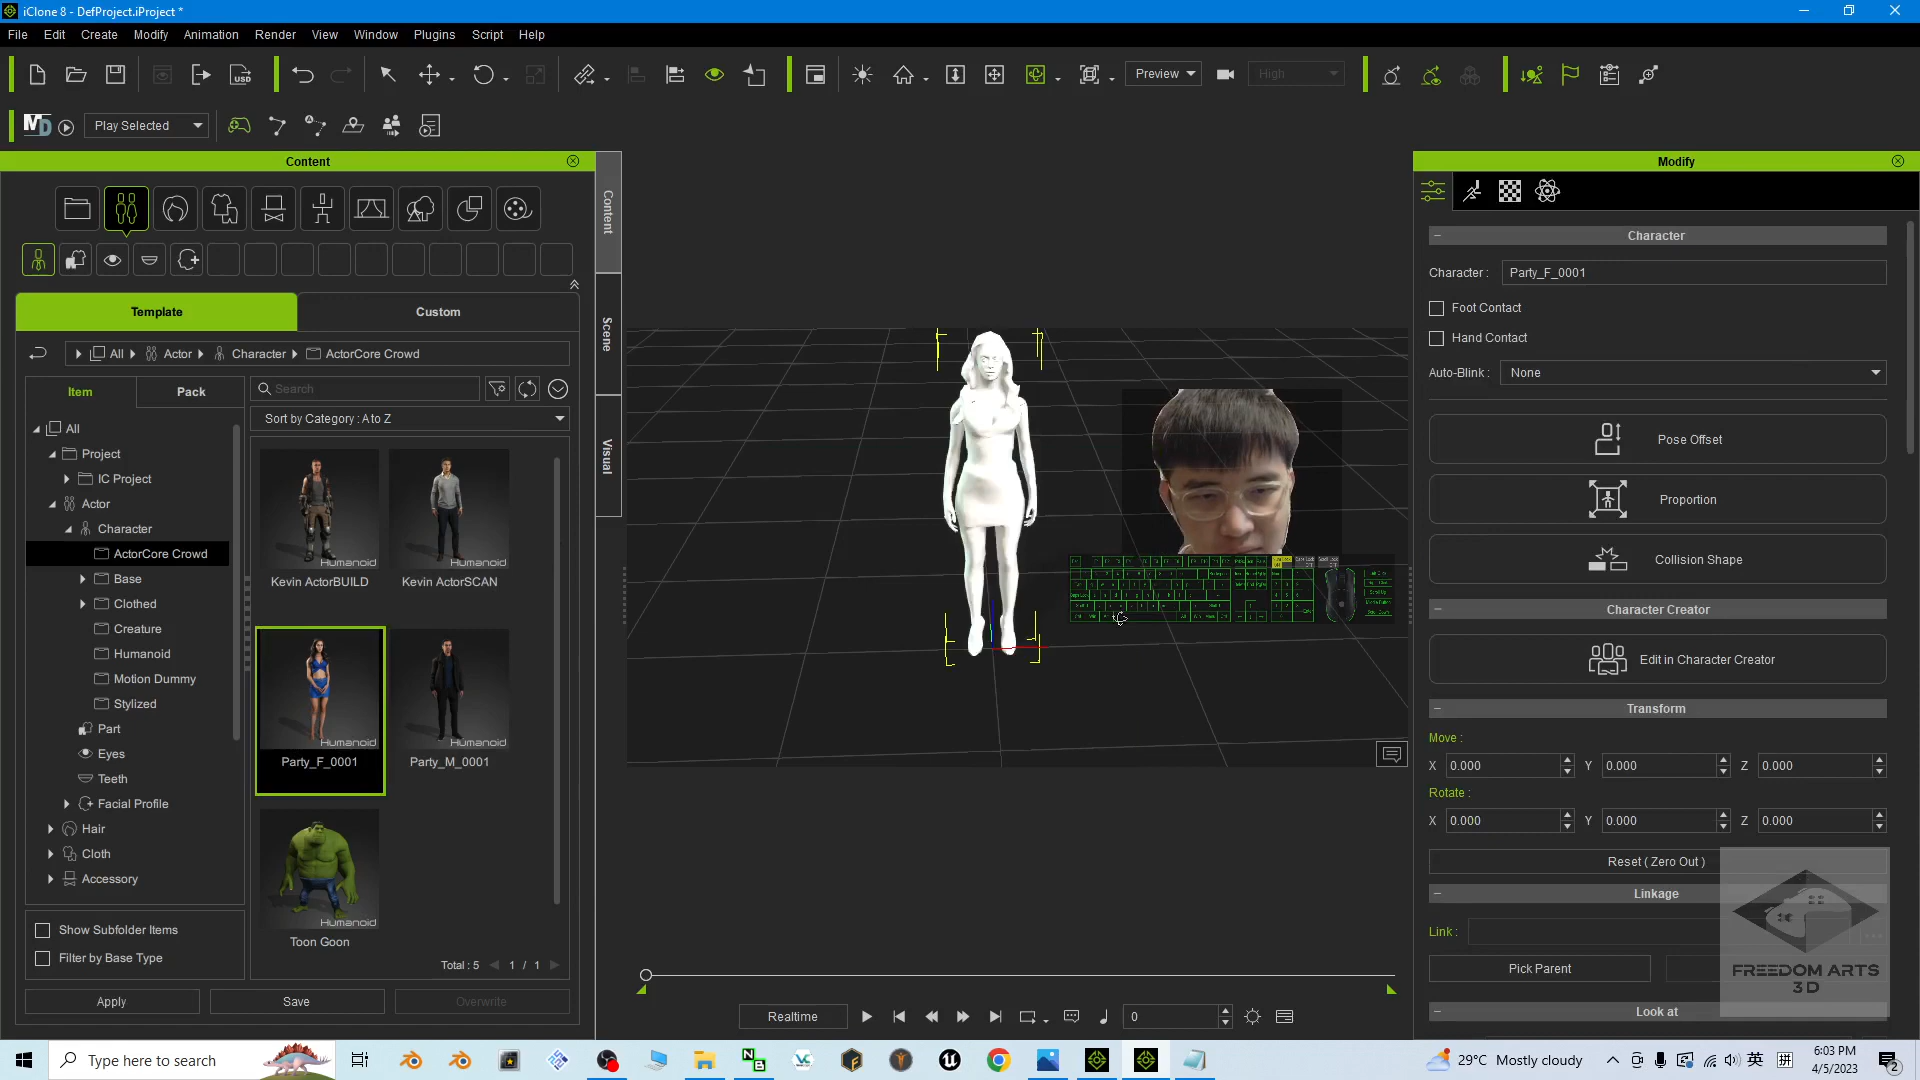 iClone 8 - DefProject.iProject *
File Edit Create Modify Animation Render View Window Plugins Script Help
USD
Preview
High
MD
Play Selected
Content
Modify
Content
Scene
Visual
Template
Custom
All Actor Character ActorCore Crowd
Item
Pack
Search
Sort by Category : A to Z
All
Project
IC Project
Actor
Character
ActorCore Crowd
Base
Clothed
Creature
Humanoid
Motion Dummy
Stylized
Part
Eyes
Teeth
Facial Profile
Hair
Cloth
Accessory
Show Subfolder Items
Filter by Base Type
Humanoid
Kevin ActorBUILD
Humanoid
Kevin ActorSCAN
Humanoid
Party_F_0001
Humanoid
Party_M_0001
Humanoid
Toon Goon
Total : 5 1 / 1
Apply
Save
Overwrite
Realtime
0
Character
Character : Party_F_0001
Foot Contact
Hand Contact
Auto-Blink : None
Pose Offset
Proportion
Collision Shape
Character Creator
Edit in Character Creator
Transform
Move :
X 0.000 Y 0.000 Z 0.000
Rotate :
X 0.000 Y 0.000 Z 0.000
Reset ( Zero Out )
Linkage
Link :
Pick Parent
Look at
FREEDOM ARTS
3D
Type here to search
29°C Mostly cloudy
英
拼
6:03 PM
4/5/2023
2